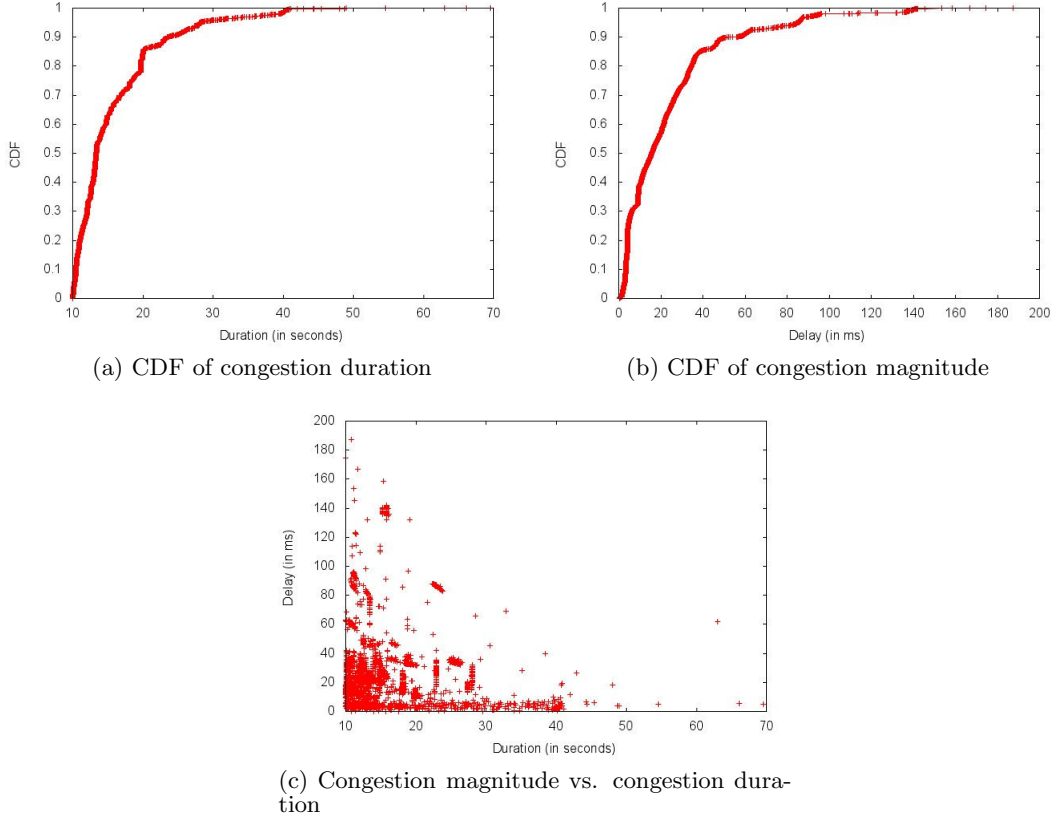 1
0.9
0.8
0.7
0.6
0.5
0.4
0.3
0.2
0.1
0
CDF
10 20 30 40 50 60 70
Duration (in seconds)
(a) CDF of congestion duration
1
0.9
0.8
0.7
0.6
0.5
0.4
0.3
0.2
0.1
0
CDF
0 20 40 60 80 100 120 140 160 180 200
Delay (in ms)
(b) CDF of congestion magnitude
200
180
160
140
120
100
80
60
40
20
0
Delay (in ms)
10 20 30 40 50 60 70
Duration (in seconds)
(c) Congestion magnitude vs. congestion dura-
tion